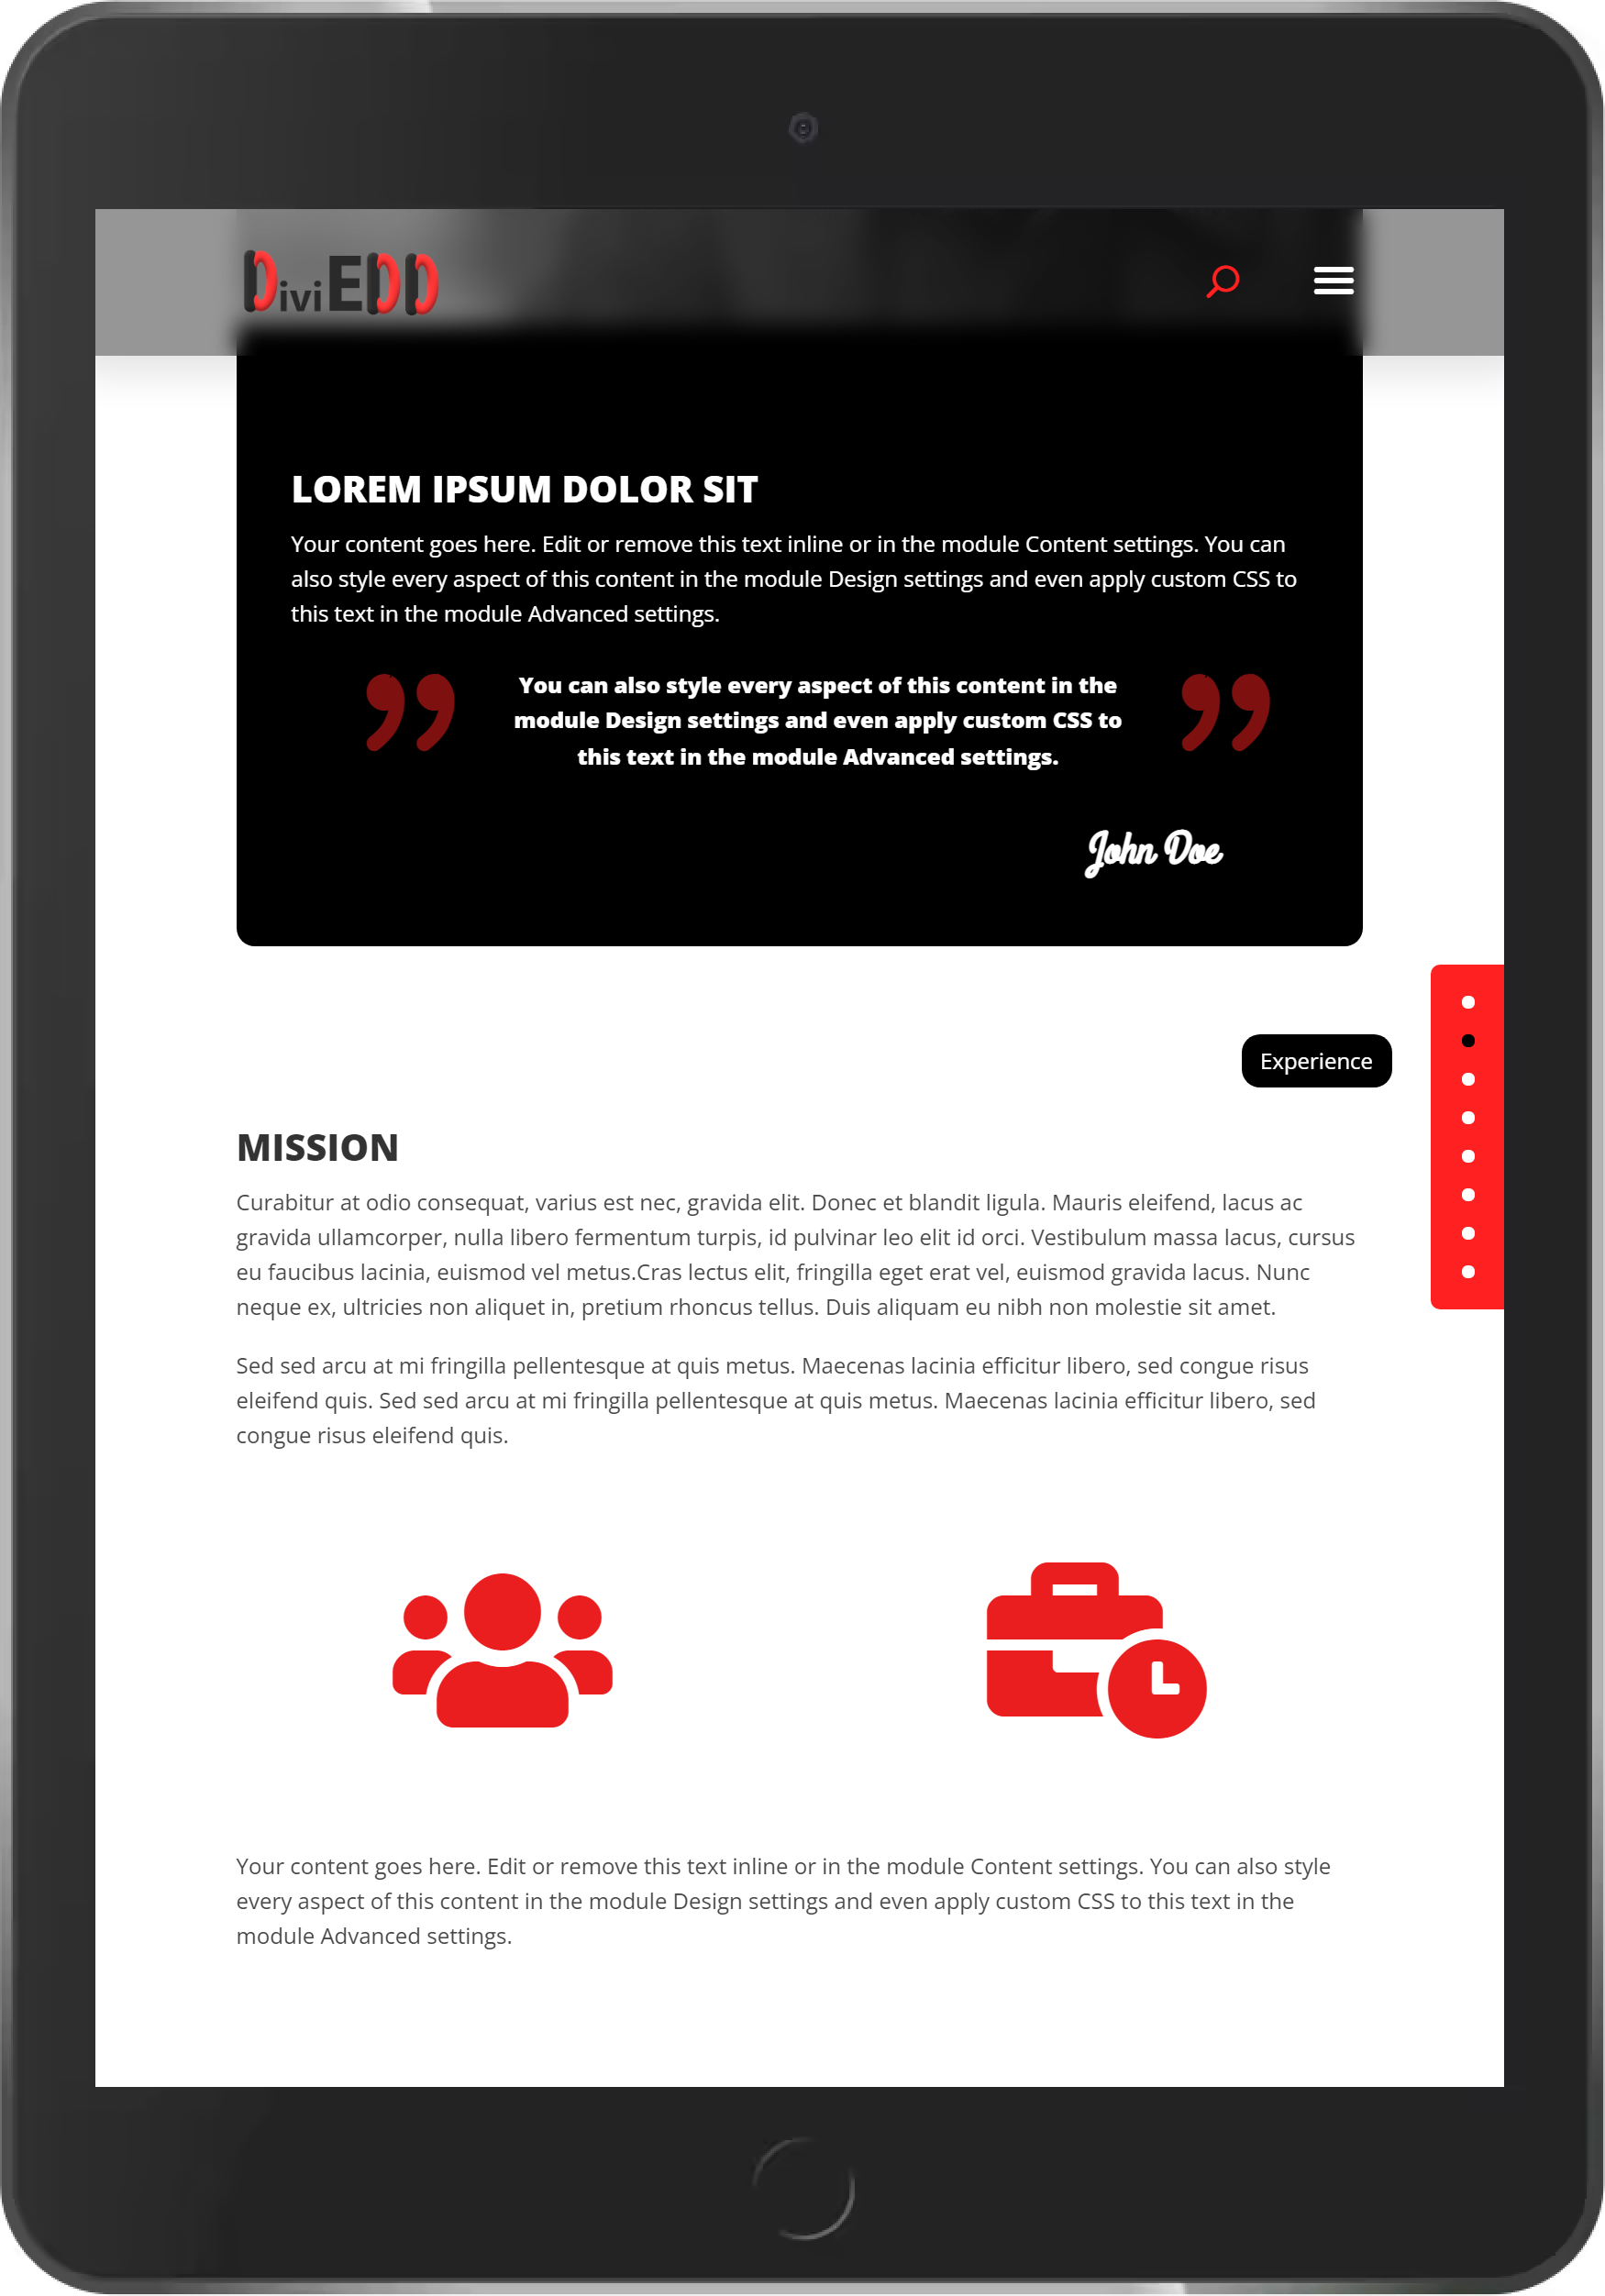 DiviEDD
LOREM IPSUM DOLOR SIT
Your content goes here. Edit or remove this text inline or in the module Content settings. You can
also style every aspect of this content in the module Design settings and even apply custom CSS to
this text in the module Advanced settings.
You can also style every aspect of this content in the
module Design settings and even apply custom CSS to
this text in the module Advanced settings.
John Doe
Experience
MISSION
Curabitur at odio consequat, varius est nec, gravida elit. Donec et blandit ligula. Mauris eleifend, lacus ac
gravida ullamcorper, nulla libero fermentum turpis, id pulvinar leo elit id orci. Vestibulum massa lacus, cursus
eu faucibus lacinia, euismod vel metus.Cras lectus elit, fringilla eget erat vel, euismod gravida lacus. Nunc
neque ex, ultricies non aliquet in, pretium rhoncus tellus. Duis aliquam eu nibh non molestie sit amet.
Sed sed arcu at mi fringilla pellentesque at quis metus. Maecenas lacinia efficitur libero, sed congue risus
eleifend quis. Sed sed arcu at mi fringilla pellentesque at quis metus. Maecenas lacinia efficitur libero, sed
congue risus eleifend quis.
Your content goes here. Edit or remove this text inline or in the module Content settings. You can also style
every aspect of this content in the module Design settings and even apply custom CSS to this text in the
module Advanced settings.